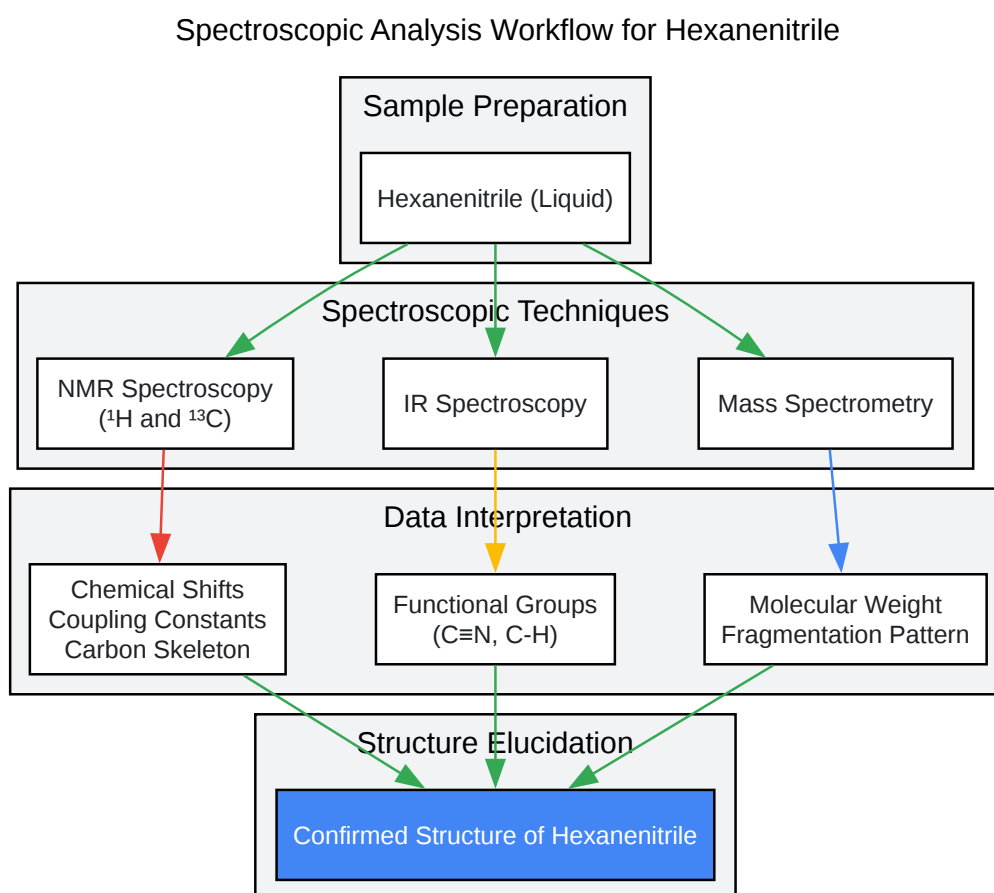 Spectroscopic Analysis Workflow for Hexanenitrile
Sample Preparation
Hexanenitrile (Liquid)
Spectroscopic Techniques
NMR Spectroscopy
(¹H and ¹³C)
IR Spectroscopy
Mass Spectrometry
Data Interpretation
Chemical Shifts
Coupling Constants
Carbon Skeleton
Functional Groups
(C≡N, C-H)
Molecular Weight
Fragmentation Pattern
Structure Elucidation
Confirmed Structure of Hexanenitrile